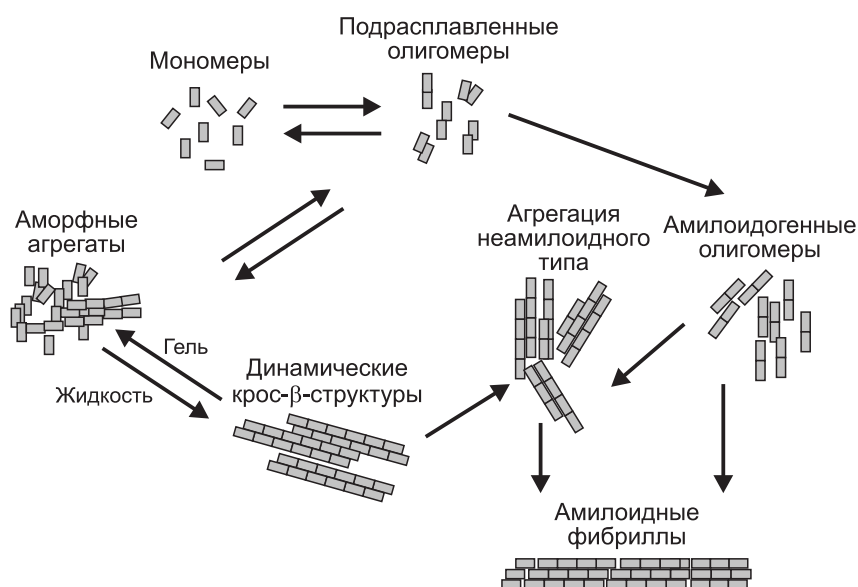 Мономеры
Подрасплавленные
олигомеры
Аморфные
агрегаты
Агрегация
неамилоидного
типа
Амилоидогенные
олигомеры
Гель
Жидкость
Динамические
крос-β-структуры
Амилоидные
фибриллы